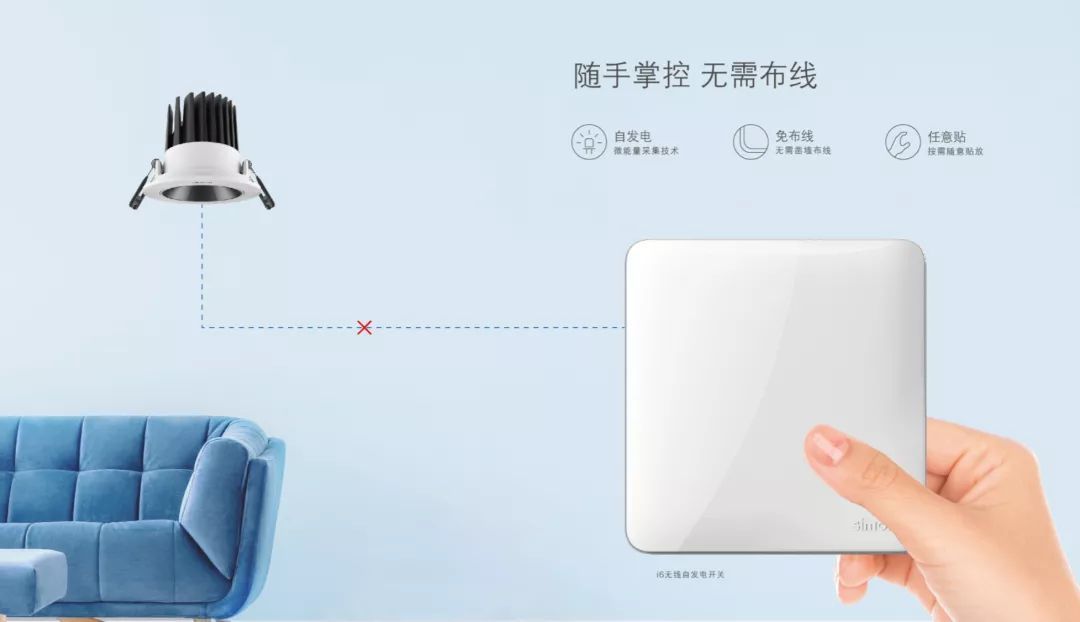 随手掌控 无需布线
自发电
微能量采集技术
免布线
无需凿墙布线
任意贴
按需随意贴放
i6无线自发电开关